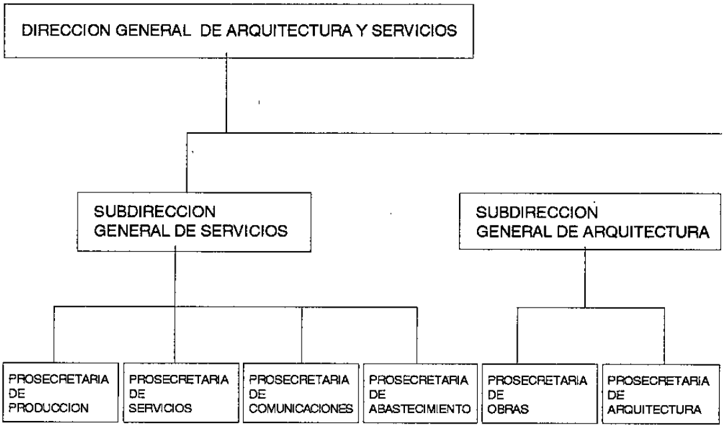 DIRECCION GENERAL DE ARQUITECTURA Y SERVICIOS
SUBDIRECCION
GENERAL DE SERVICIOS
SUBDIRECCION
GENERAL DE ARQUITECTURA
PROSECRETARIA
DE
PRODUCCION
PROSECRETARIA
DE
SERVICIOS
PROSECRETARIA
DE
COMUNICACIONES
PROSECRETARIA
DE
ABASTECIMIENTO
PROSECRETARIA
DE
OBRAS
PROSECRETARIA
DE
ARQUITECTURA